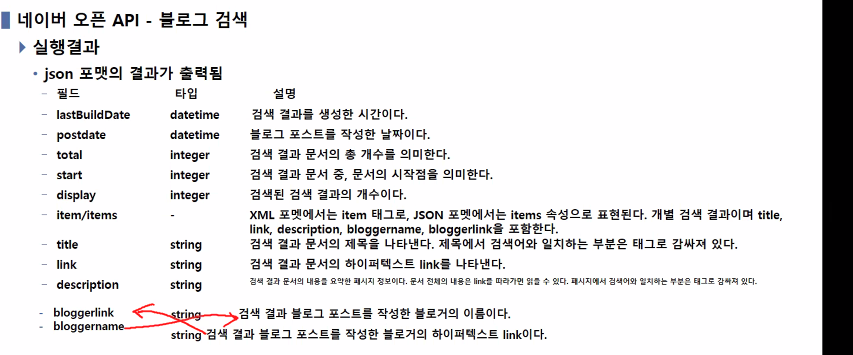 네이버 오픈 API - 블로그 검색
실행결과
json 포맷의 결과가 출력됨
- 필드 타입 설명
- lastBuildDate datetime 검색 결과를 생성한 시간이다.
- postdate datetime 블로그 포스트를 작성한 날짜이다.
- total integer 검색 결과 문서의 총 개수를 의미한다.
- start integer 검색 결과 문서 중, 문서의 시작점을 의미한다.
- display integer 검색된 검색 결과의 개수이다.
- item/items - XML 포멧에서는 item 태그로, JSON 포멧에서는 items 속성으로 표현된다. 개별 검색 결과이며 title,
link, description, bloggername, bloggerlink을 포함한다.
- title string 검색 결과 문서의 제목을 나타낸다. 제목에서 검색어와 일치하는 부분은 태그로 감싸져 있다.
- link string 검색 결과 문서의 하이퍼텍스트 link를 나타낸다.
- description string 검색 결과 문서의 내용을 요약한 패시지 정보이다. 문서 전체의 내용은 link를 따라가면 읽을 수 있다. 패시지에서 검색어와 일치하는 부분은 태그로 감싸져 있다.
- bloggerlink string 검색 결과 블로그 포스트를 작성한 블로거의 이름이다.
- bloggername
string 검색 결과 블로그 포스트를 작성한 블로거의 하이퍼텍스트 link이다.